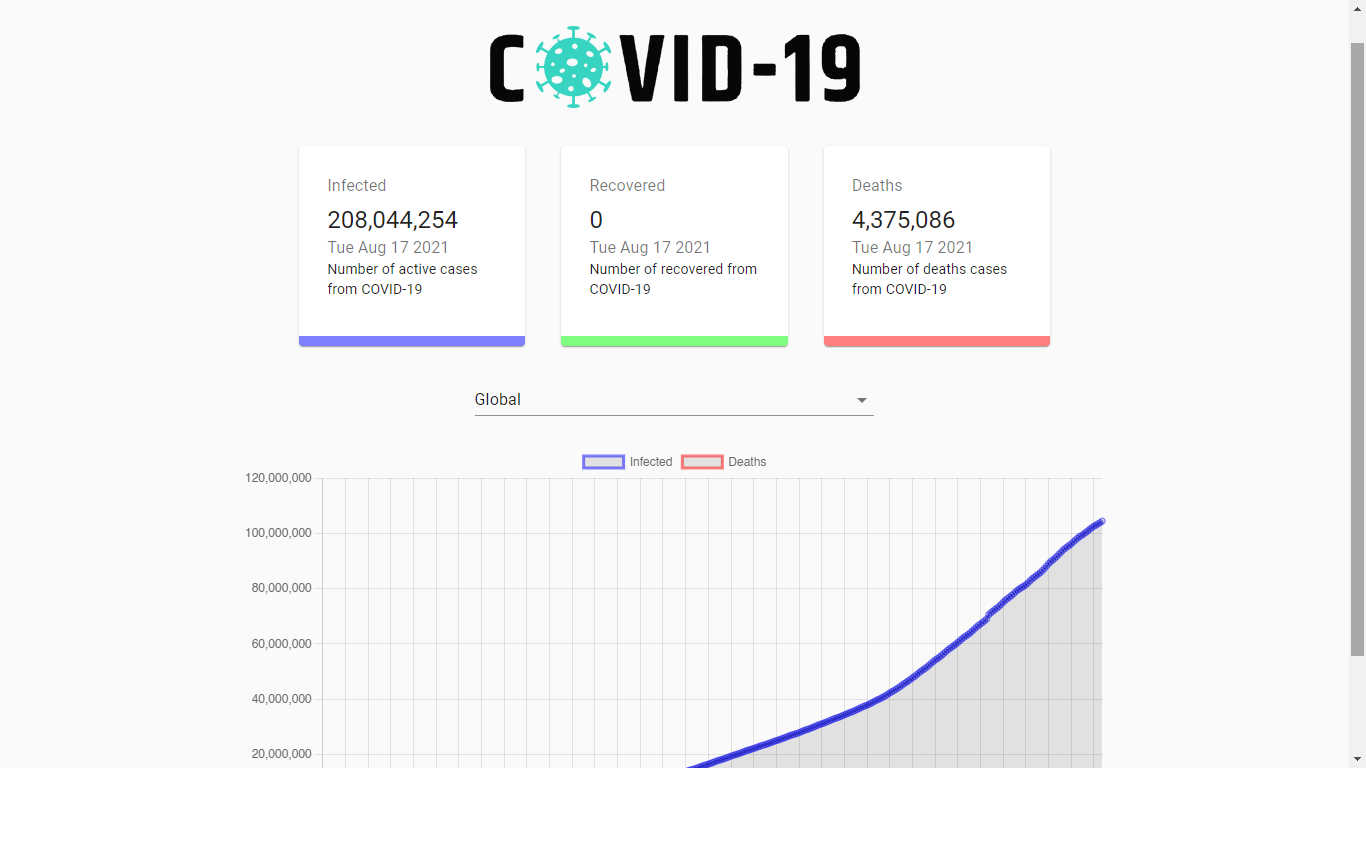 COVID-19
Infected
208,044,254
Tue Aug 17 2021
Number of active cases
from COVID-19
Recovered
0
Tue Aug 17 2021
Number of recovered from
COVID-19
Deaths
4,375,086
Tue Aug 17 2021
Number of deaths cases
from COVID-19
Global
Infected Deaths
120,000,000
100,000,000
80,000,000
60,000,000
40,000,000
20,000,000